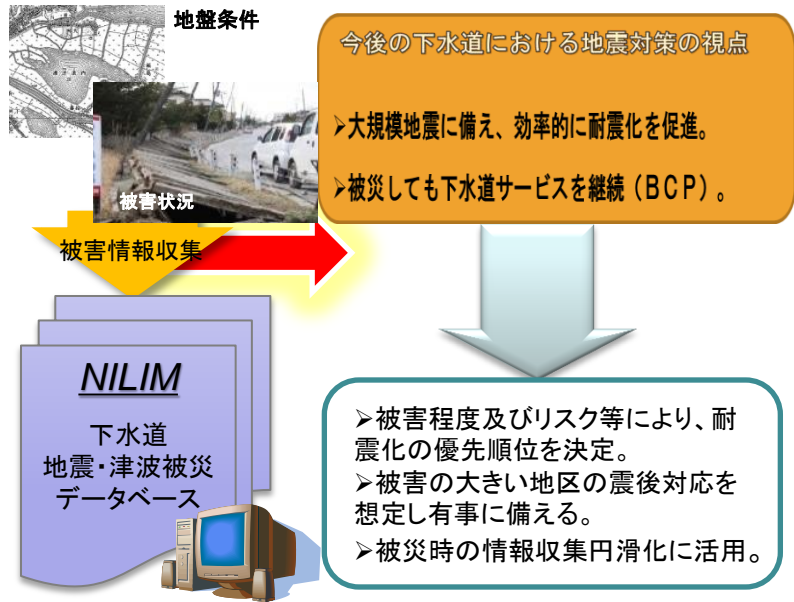 地盤条件
被害状況
被害情報収集
NILIM
下水道
地震・津波被災
データベース
今後の下水道における地震対策の視点
➢大規模地震に備え、効率的に耐震化を促進。
➢被災しても下水道サービスを継続（ＢＣＰ）。
➢被害程度及びリスク等により、耐
震化の優先順位を決定。
➢被害の大きい地区の震後対応を
想定し有事に備える。
➢被災時の情報収集円滑化に活用。